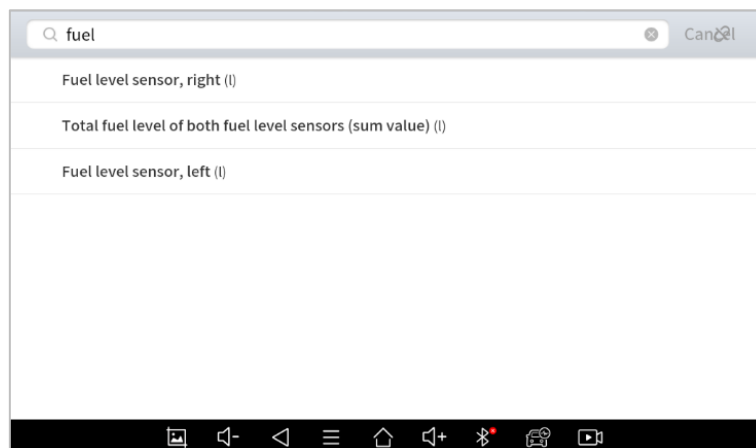 fuel
Cancel
Fuel level sensor, right (l)
Total fuel level of both fuel level sensors (sum value) (l)
Fuel level sensor, left (l)